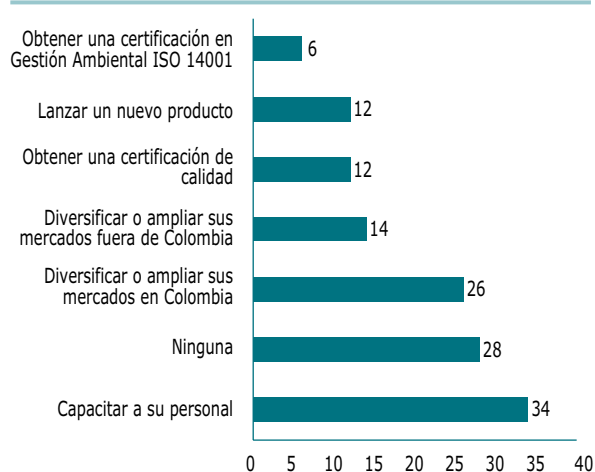 Obtener una certificación en
Gestión Ambiental ISO 14001
6
Lanzar un nuevo producto
12
Obtener una certificación de
calidad
12
Diversificar o ampliar sus
mercados fuera de Colombia
14
Diversificar o ampliar sus
mercados en Colombia
26
Ninguna
28
Capacitar a su personal
34
0 5 10 15 20 25 30 35 40